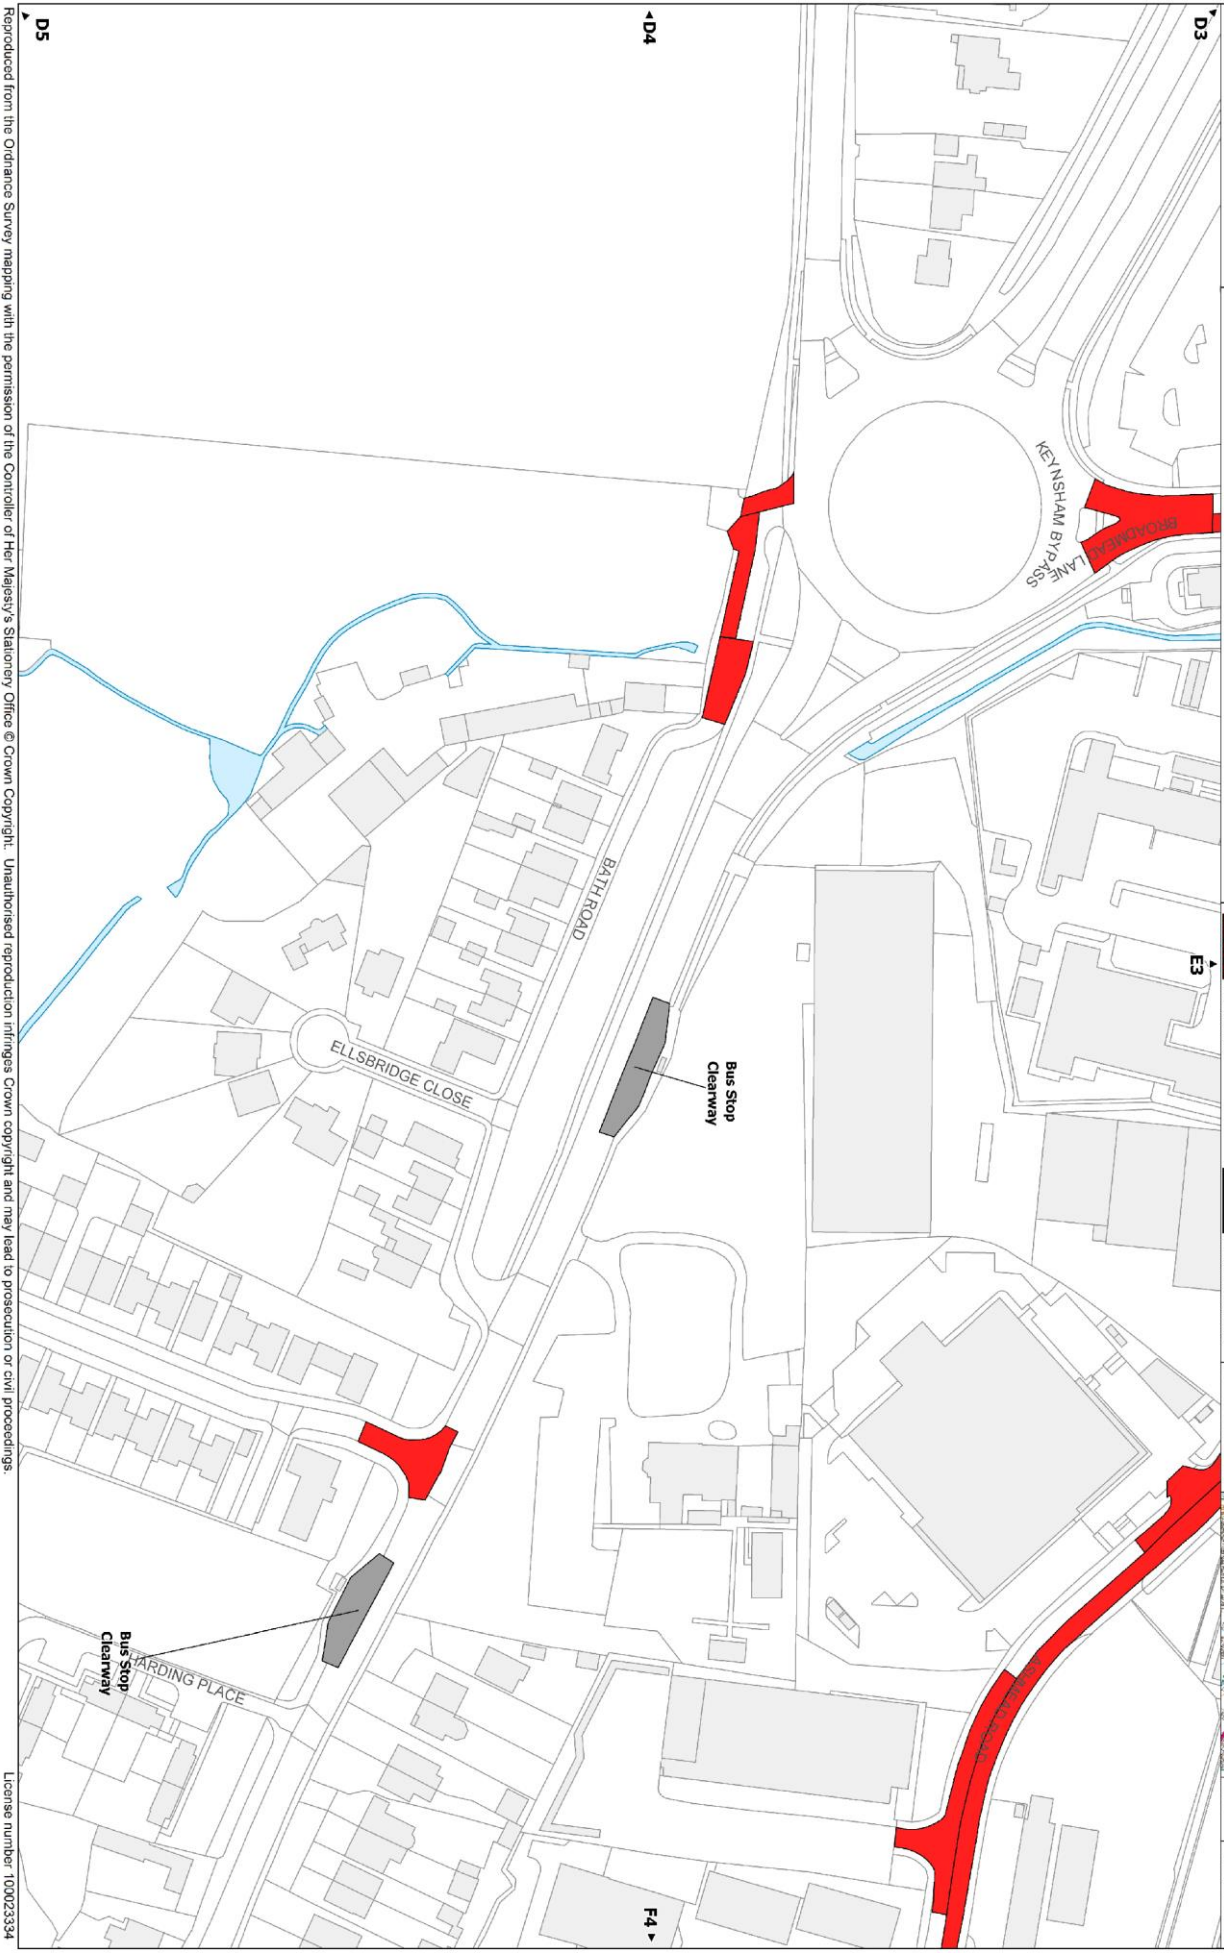 D3
E3
D4
D5
F4
KEYNSHAM BYPASS
BROADMEAD LANE
BATH ROAD
Bus Stop
Clearway
ELLSBRIDGE CLOSE
ASHMEAD ROAD
Bus Stop
Clearway
HARDING PLACE
Reproduced from the Ordnance Survey mapping with the permission of the Controller of Her Majesty's Stationery Office © Crown Copyright. Unauthorised reproduction infringes Crown copyright and may lead to prosecution or civil proceedings.
License number 100023334